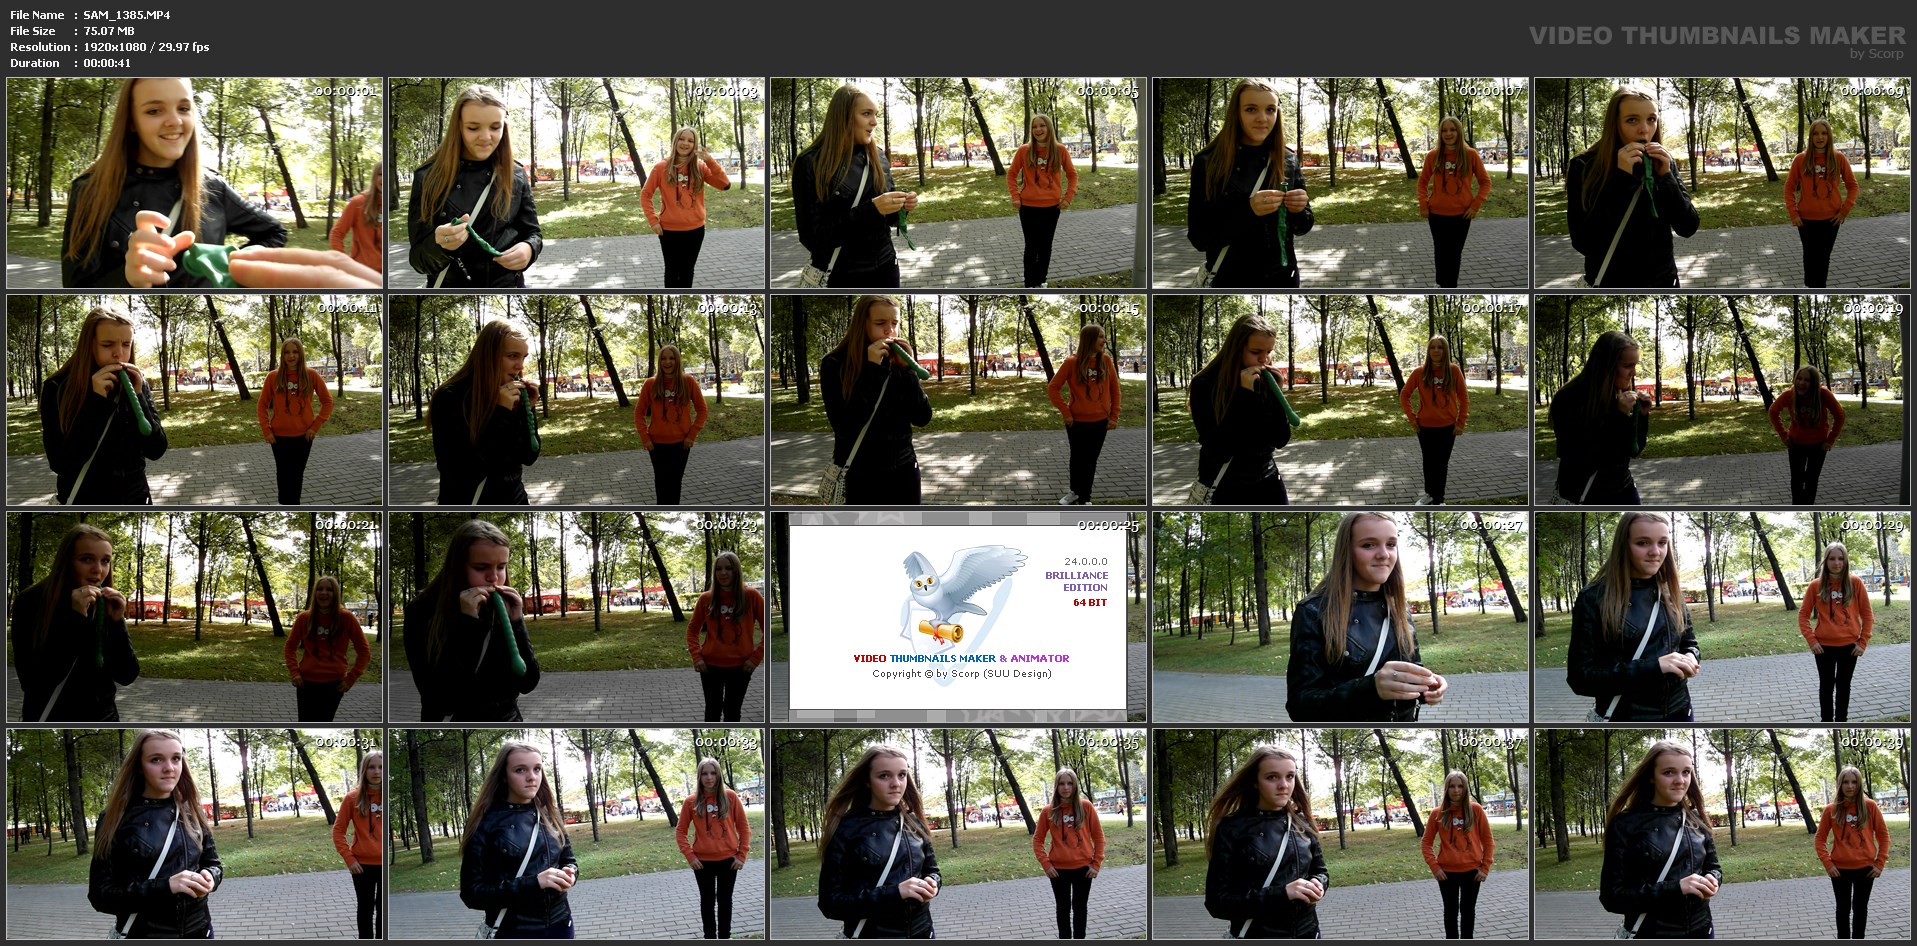 File Name : SAM_1385.MP4
File Size : 75.07 MB
Resolution : 1920x1080 / 29.97 fps
Duration : 00:00:41
VIDEO THUMBNAILS MAKER
by Scorp
00:00:01
00:00:03
00:00:05
00:00:07
00:00:09
00:00:11
00:00:13
00:00:15
00:00:17
00:00:19
00:00:21
00:00:23
00:00:25
24.0.0.0
BRILLIANCE
EDITION
64 BIT
VIDEO THUMBNAILS MAKER & ANIMATOR
Copyright © by Scorp (SUU Design)
00:00:27
00:00:29
00:00:31
00:00:33
00:00:35
00:00:37
00:00:39